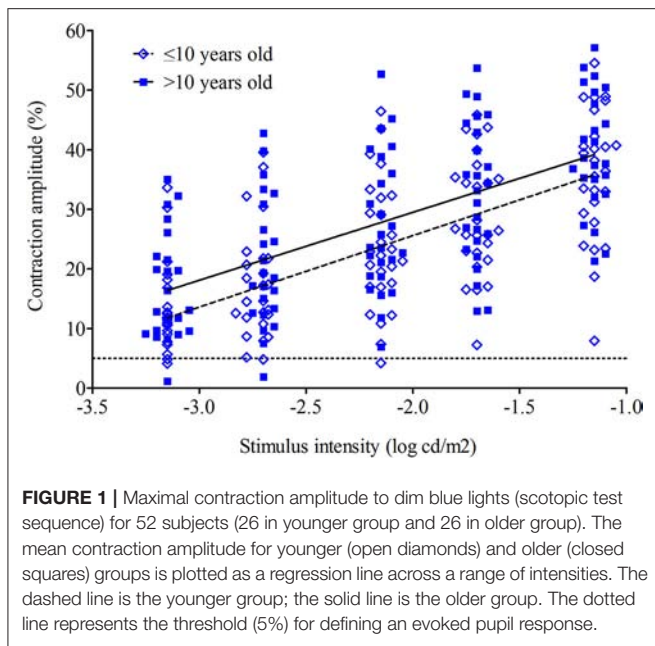 60
50
40
30
20
10
0
Contraction amplitude (%)
≤10 years old
>10 years old
-3.5 -3.0 -2.5 -2.0 -1.5 -1.0
Stimulus intensity (log cd/m2)
FIGURE 1 | Maximal contraction amplitude to dim blue lights (scotopic test
sequence) for 52 subjects (26 in younger group and 26 in older group). The
mean contraction amplitude for younger (open diamonds) and older (closed
squares) groups is plotted as a regression line across a range of intensities. The
dashed line is the younger group; the solid line is the older group. The dotted
line represents the threshold (5%) for defining an evoked pupil response.